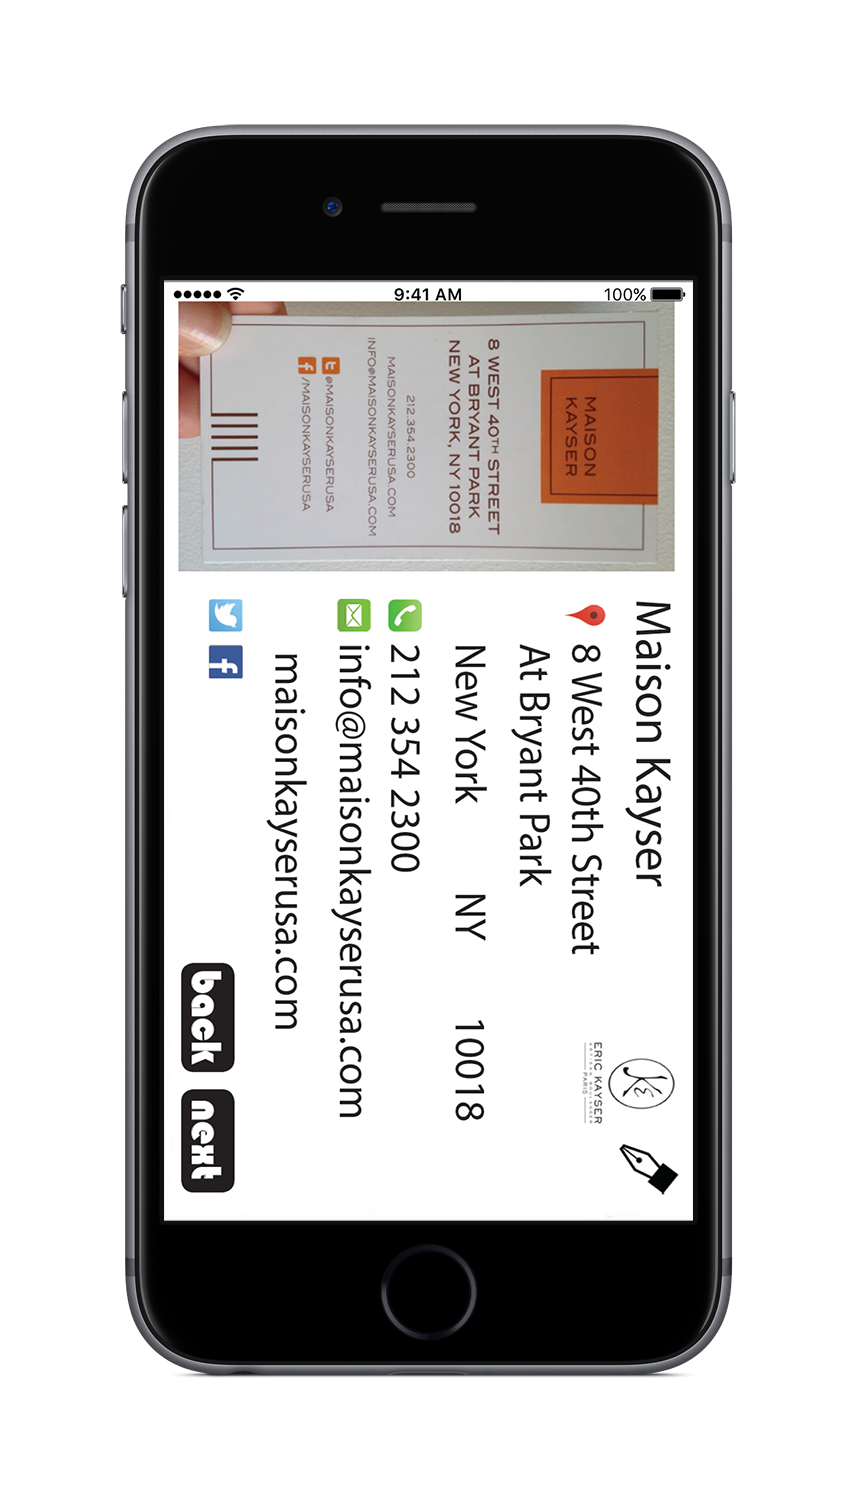 9:41 AM
100%
MAISON
KAYSER
8 WEST 40TH STREET
AT BRYANT PARK
NEW YORK, NY 10018
212.354.2300
MAISONKAYSERUSA.COM
INFO@MAISONKAYSERUSA.COM
@MAISONKAYSERUSA
/MAISONKAYSERUSA
Maison Kayser
8 West 40th Street
At Bryant Park
New York NY 10018
212 354 2300
info@maisonkayserusa.com
maisonkayserusa.com
ERIC KAYSER
ARTISAN BOULANGER
PARIS
back next